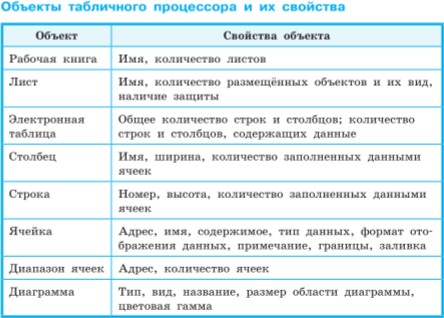 Объекты табличного процессора и их свойства
Объект
Свойства объекта
Рабочая книга
Имя, количество листов
Лист
Имя, количество размещённых объектов и их вид,
наличие защиты
Электронная
таблица
Общее количество строк и столбцов; количество
строк и столбцов, содержащих данные
Столбец
Имя, ширина, количество заполненных данными
ячеек
Строка
Номер, высота, количество заполненных данными
ячеек
Ячейка
Адрес, имя, содержимое, тип данных, формат ото-
бражения данных, примечание, границы, заливка
Диапазон ячеек
Адрес, количество ячеек
Диаграмма
Тип, вид, название, размер области диаграммы,
цветовая гамма